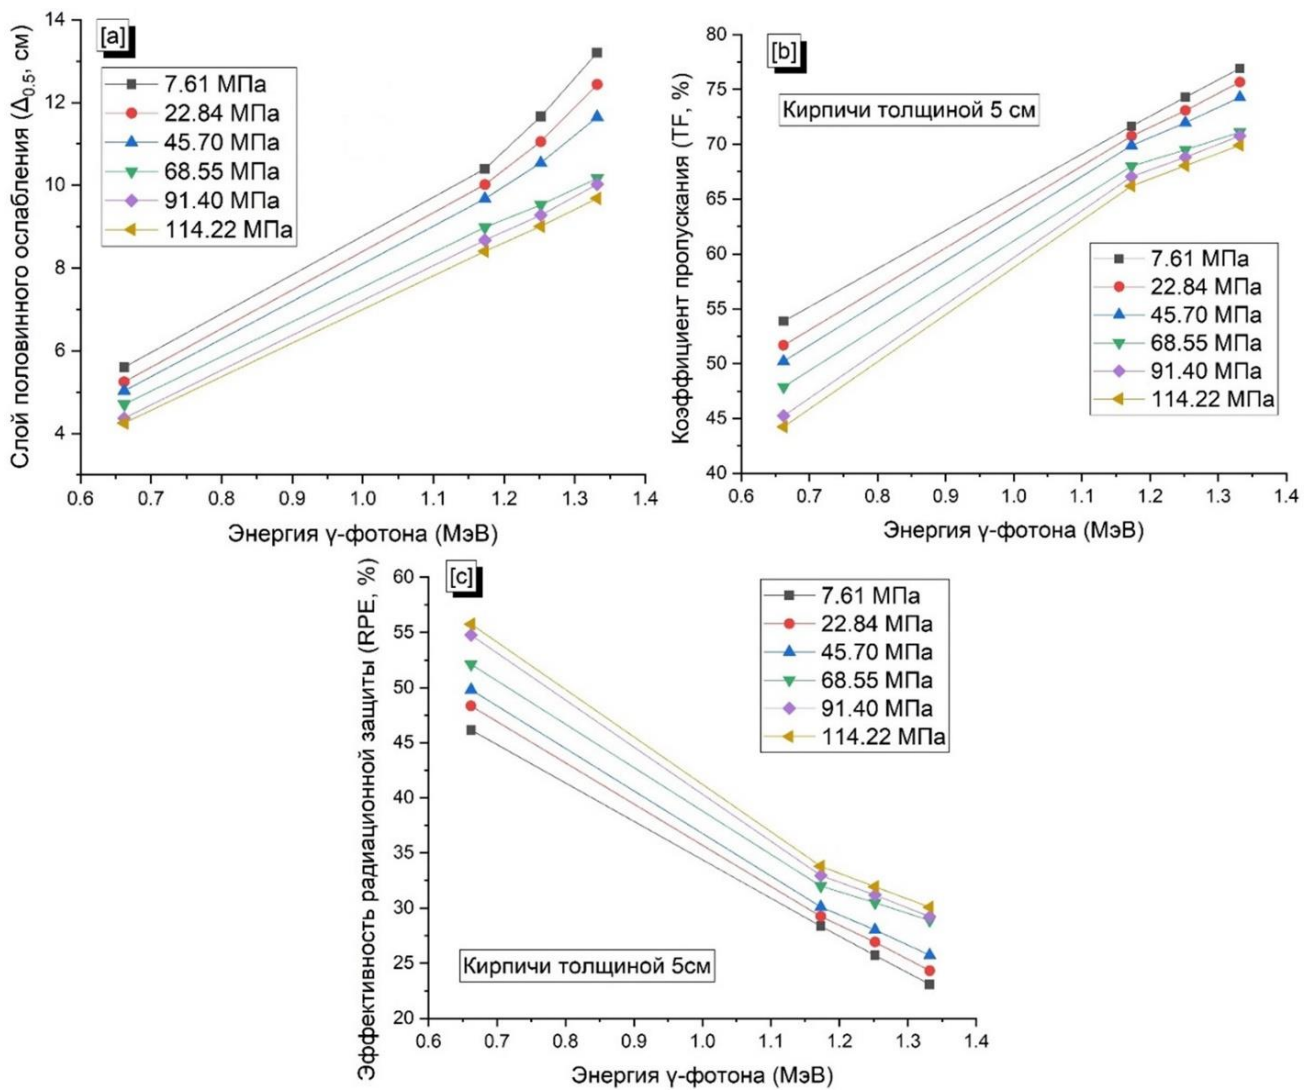 [a]
14
12
10
8
6
4
Слой половинного ослабления (Δ0.5, см)
7.61 МПа
22.84 МПа
45.70 МПа
68.55 МПа
91.40 МПа
114.22 МПа
0.6 0.7 0.8 0.9 1.0 1.1 1.2 1.3 1.4
Энергия γ-фотона (МэВ)
[b]
80
75
70
65
60
55
50
45
40
Коэффициент пропускания (TF, %)
Кирпичи толщиной 5 см
7.61 МПа
22.84 МПа
45.70 МПа
68.55 МПа
91.40 МПа
114.22 МПа
0.6 0.7 0.8 0.9 1.0 1.1 1.2 1.3 1.4
Энергия γ-фотона (МэВ)
[c]
60
55
50
45
40
35
30
25
20
Эффективность радиационной защиты (RPE, %)
7.61 МПа
22.84 МПа
45.70 МПа
68.55 МПа
91.40 МПа
114.22 МПа
Кирпичи толщиной 5см
0.6 0.7 0.8 0.9 1.0 1.1 1.2 1.3 1.4
Энергия γ-фотона (МэВ)